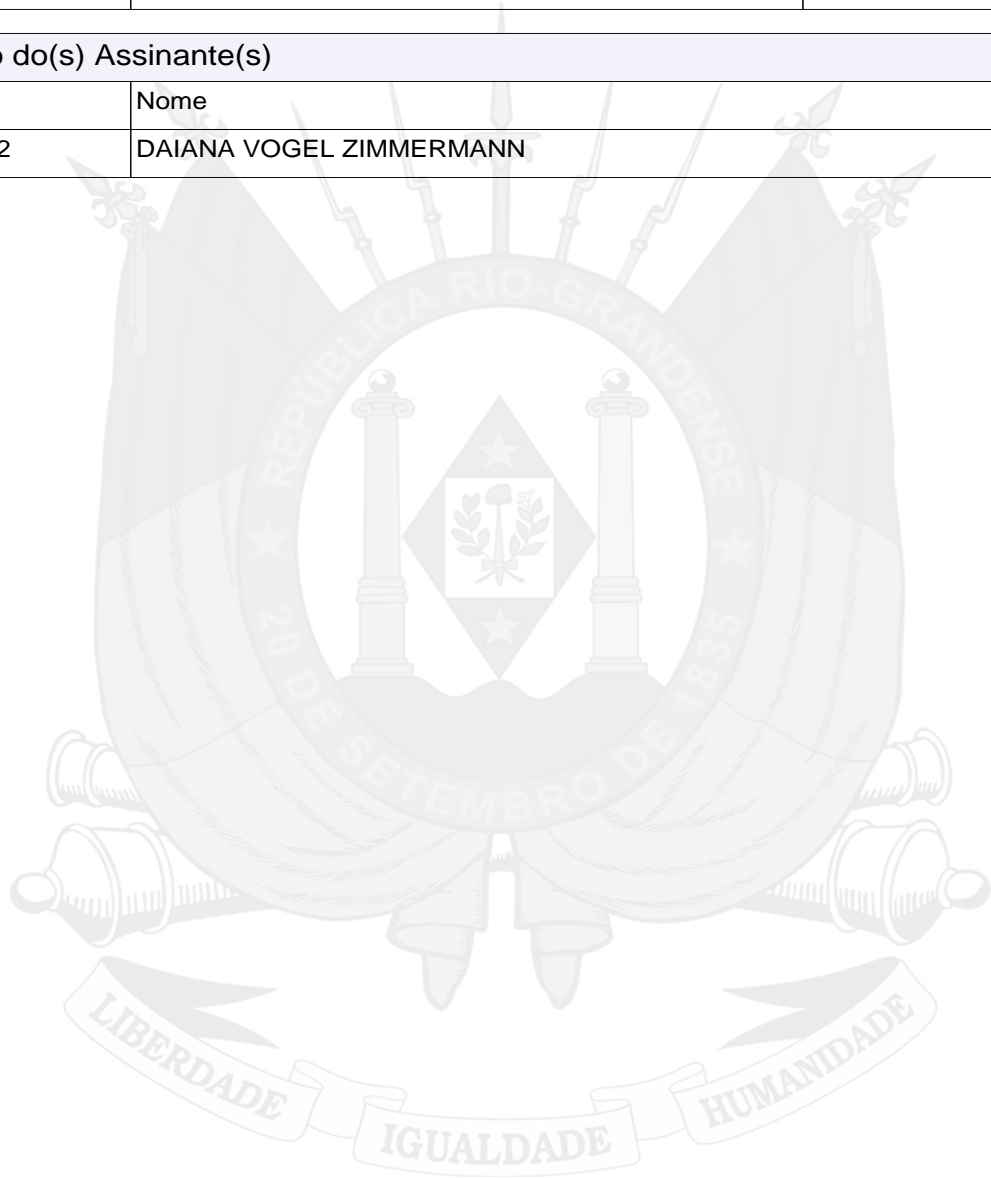 o do(s) Assinante(s)
Nome
2 DAIANA VOGEL ZIMMERMANN
REPÚBLICA RIO-GRANDENSE
20 DE SETEMBRO DE 1835
LIBERDADE IGUALDADE HUMANIDADE